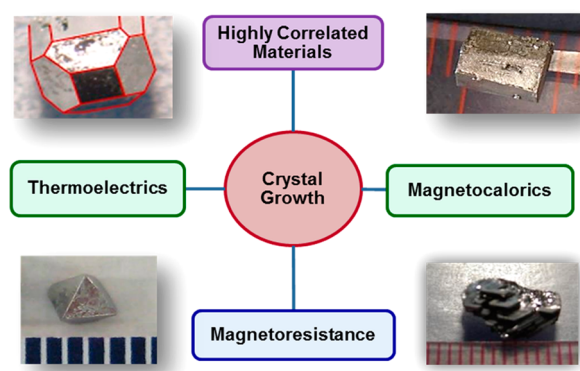 Highly Correlated
Materials
Thermoelectrics
Crystal
Growth
Magnetocalorics
Magnetoresistance